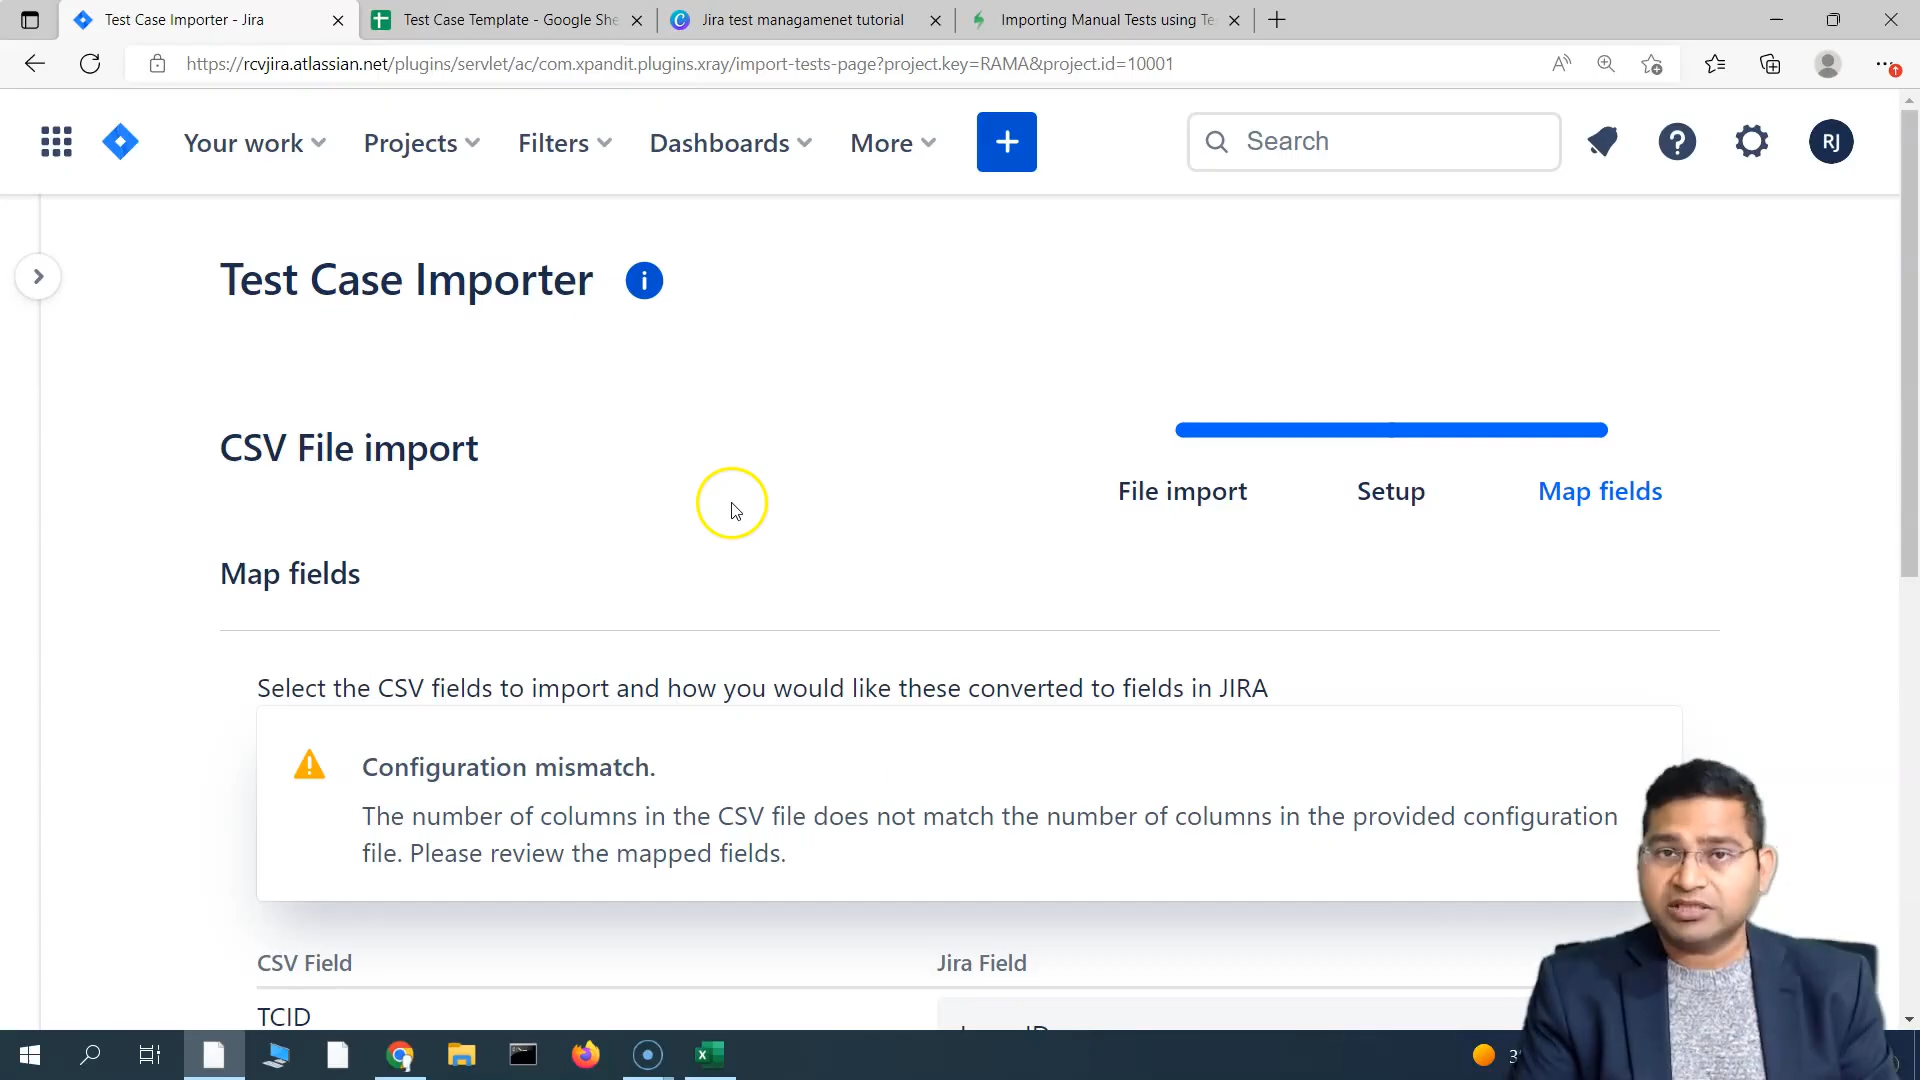 Test Case Importer - Jira
Test Case Template - Google She
Jira test managamenet tutorial
Importing Manual Tests using Te
https://rcvjira.atlassian.net/plugins/servlet/ac/com.xpandit.plugins.xray/import-tests-page?project.key=RAMA&project.id=10001
Your work
Projects
Filters
Dashboards
More
Search
RJ
Test Case Importer
CSV File import
File import
Setup
Map fields
Map fields
Select the CSV fields to import and how you would like these converted to fields in JIRA
Configuration mismatch.
The number of columns in the CSV file does not match the number of columns in the provided configuration
file. Please review the mapped fields.
CSV Field
Jira Field
TCID